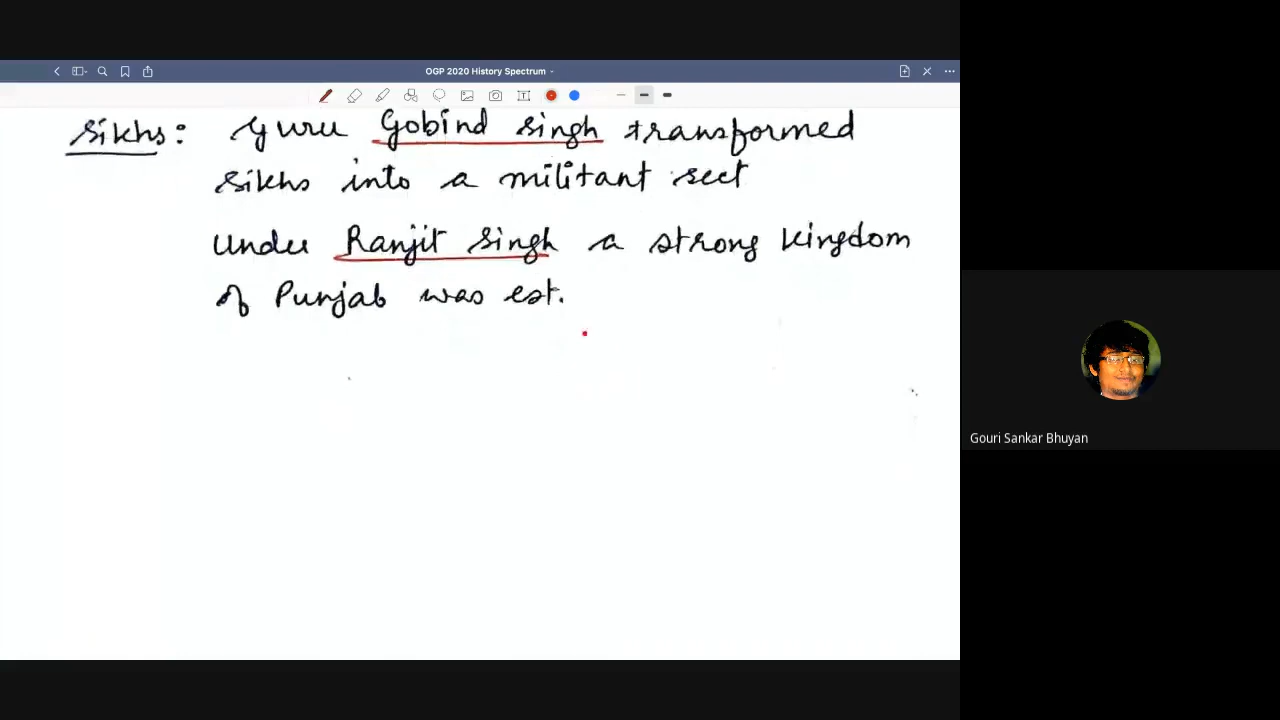 OGP 2020 History Spectrum
Sikhs: Guru Gobind Singh transformed
Sikhs into a militant sect
Under Ranjit Singh a strong kingdom
of Punjab was est.
Gouri Sankar Bhuyan